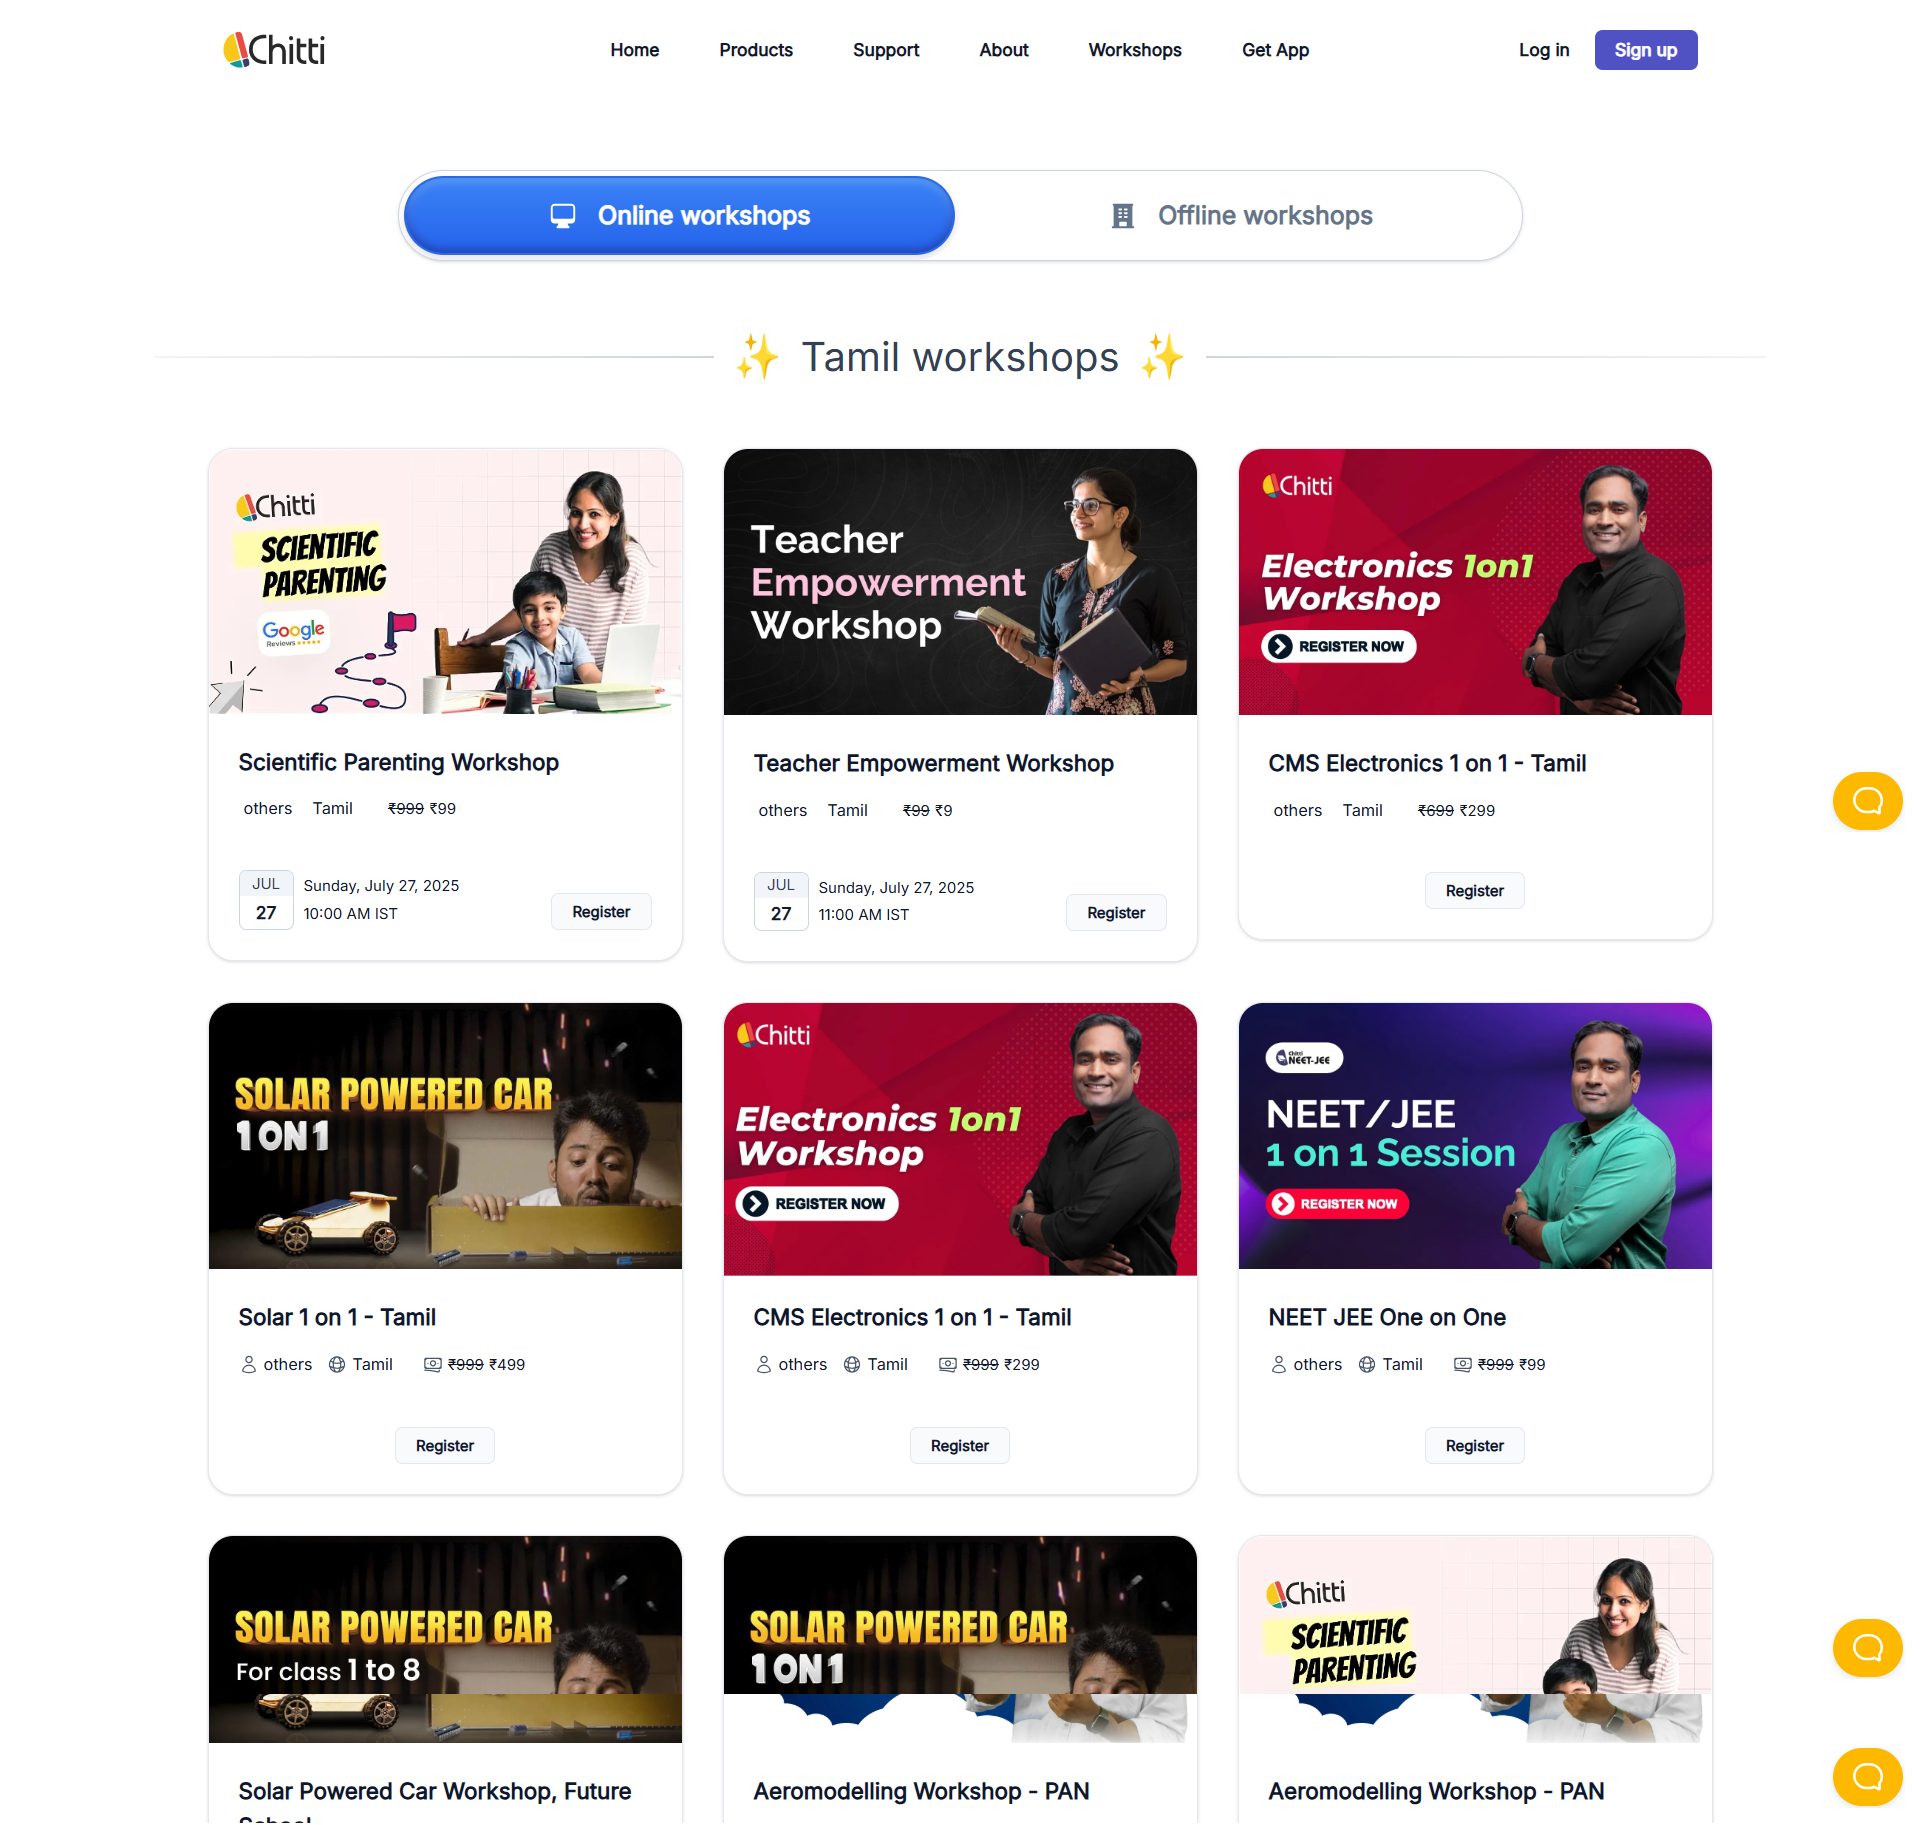 Chitti
Home
Products
Support
About
Workshops
Get App
Log in
Sign up
Online workshops
Offline workshops
✨ Tamil workshops ✨
Chitti
SCIENTIFIC
PARENTING
Google
Reviews
Scientific Parenting Workshop
others Tamil ₹999 ₹99
JUL
27
Sunday, July 27, 2025
10:00 AM IST
Register
Teacher
Empowerment
Workshop
Teacher Empowerment Workshop
others Tamil ₹99 ₹9
JUL
27
Sunday, July 27, 2025
11:00 AM IST
Register
Chitti
Electronics 1on1
Workshop
REGISTER NOW
CMS Electronics 1 on 1 - Tamil
others Tamil ₹699 ₹299
Register
SOLAR POWERED CAR
1 ON 1
Solar 1 on 1 - Tamil
others Tamil ₹999 ₹499
Register
Chitti
Electronics 1on1
Workshop
REGISTER NOW
CMS Electronics 1 on 1 - Tamil
others Tamil ₹999 ₹299
Register
Chitti
NEET-JEE
NEET/JEE
1 on 1 Session
REGISTER NOW
NEET JEE One on One
others Tamil ₹999 ₹99
Register
SOLAR POWERED CAR
For class 1 to 8
Solar Powered Car Workshop, Future
School
SOLAR POWERED CAR
1 ON 1
Aeromodelling Workshop - PAN
Chitti
SCIENTIFIC
PARENTING
Aeromodelling Workshop - PAN